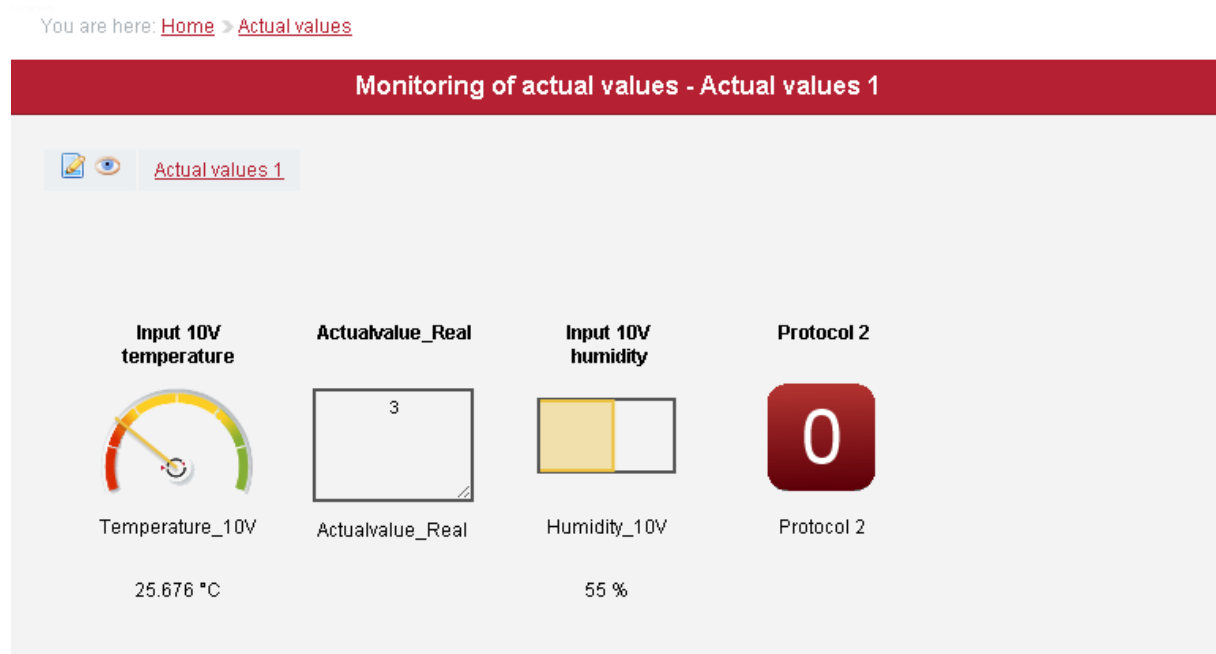 You are here: Home > Actual values
Monitoring of actual values - Actual values 1
Actual values 1
Input 10V
temperature
Actualvalue_Real
Input 10V
humidity
Protocol 2
3
0
Temperature_10V
Actualvalue_Real
Humidity_10V
Protocol 2
25.676 °C
55 %